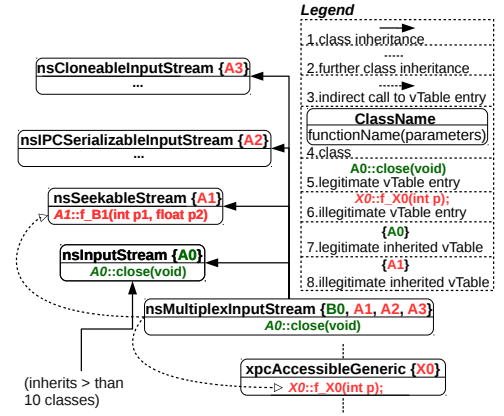 Legend
1.class inheritance
.....
2.further class inheritance
3.indirect call to vTable entry
ClassName
functionName(parameters)
4.class
A0::close(void)
5.legitimate vTable entry
X0::f_X0(int p);
6.illegitimate vTable entry
{A0}
7.legitimate inherited vTable
{A1}
8.illegitimate inherited vTable
nsCloneableInputStream {A3}
...
nsIPCSerializableInputStream {A2}
...
nsSeekableStream {A1}
A1::f_B1(int p1, float p2)
nsInputStream {A0}
A0::close(void)
nsMultiplexInputStream {B0, A1, A2, A3}
A0::close(void)
xpcAccessibleGeneric {X0}
X0::f_X0(int p);
(inherits > than
10 classes)